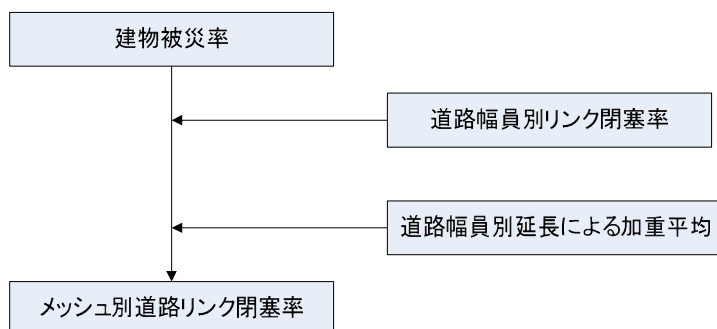 建物被災率
道路幅員別リンク閉塞率
道路幅員別延長による加重平均
メッシュ別道路リンク閉塞率